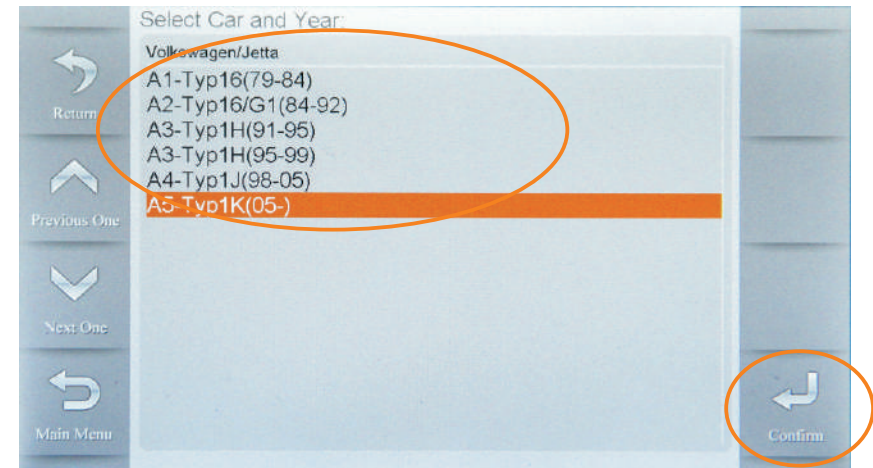 Select Car and Year:
Volkswagen/Jetta
A1-Typ16(79-84)
A2-Typ16/G1(84-92)
A3-Typ1H(91-95)
A3-Typ1H(95-99)
A4-Typ1J(98-05)
A5-Typ1K(05-)
Return
Previous One
Next One
Main Menu
Confirm